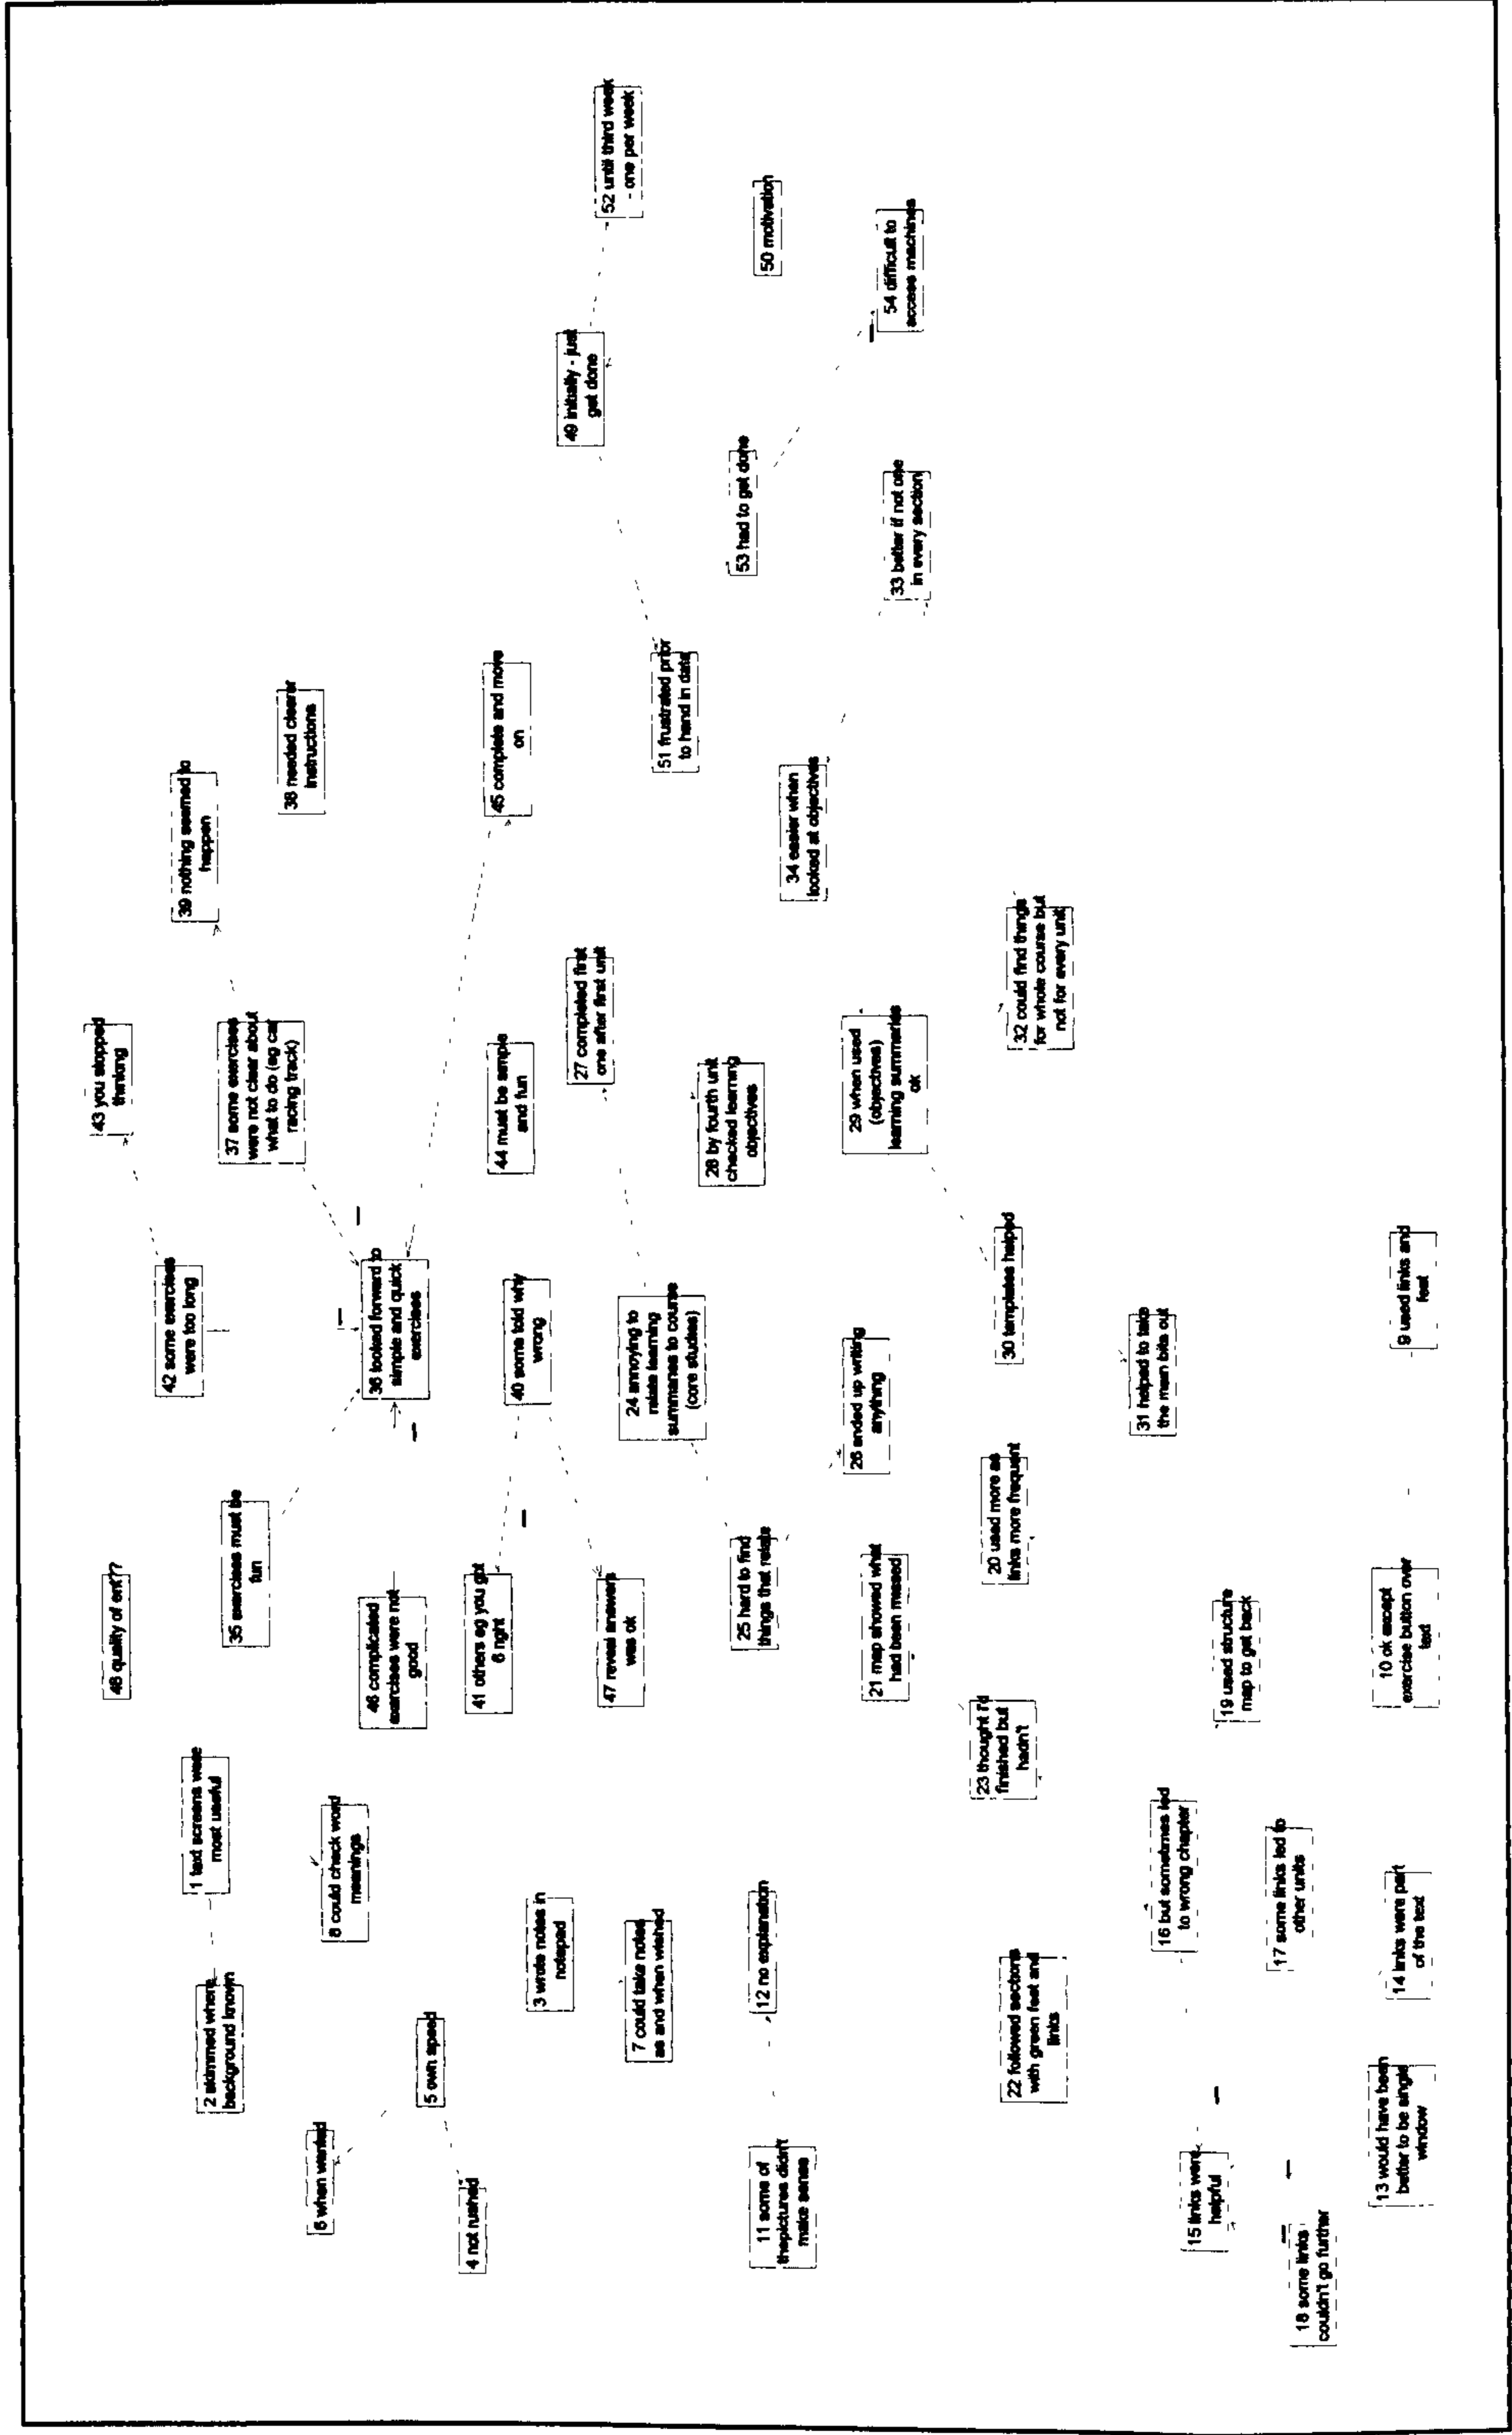 48 quality of ent??
43 you stopped
thinking
42 some exercises
were too long
39 nothing seemed to
happen
1 text screens were
most useful
2 skimmed where
background known
35 exercises must be
fun
37 some exercises
were not clear about
what to do (eg car
racing track)
38 needed clearer
instructions
6 when wanted
8 could check word
meanings
36 looked forward to
simple and quick
exercises
46 complicated
exercises were not
good
5 own speed
4 not rushed
41 others eg you got
6 right
40 some told why
wrong
44 must be simple
and fun
45 complete and move
on
3 wrote notes in
notepad
49 initially - just
get done
52 until third week
- one per week
27 completed first
one after first unit
47 reveal answers
was ok
24 annoying to
relate learning
summaries to course
(core studies)
7 could take notes
as and when wished
51 frustrated prior
to hand in date
28 by fourth unit
checked learning
objectives
25 hard to find
things that relate
53 had to get done
50 motivation
12 no explanation
11 some of
thepictures didn't
make sense
34 easier when
looked at objectives
29 when used
(objectives)
learning summaries
ok
26 ended up writing
anything
21 map showed what
had been missed
33 better if not one
in every section
54 difficult to
access machines
23 thought I'd
finished but
hadn't
20 used more as
links more frequent
30 templates helped
32 could find things
for whole course but
not for every unit
22 followed sections
with green feet and
links
31 helped to take
the main bits out
16 but sometimes led
to wrong chapter
15 links were
helpful
19 used structure
map to get back
17 some links led to
other units
18 some links
couldn't go further
13 would have been
better to be single
window
14 links were part
of the text
10 ok except
exercise button over
text
9 used links and
feet